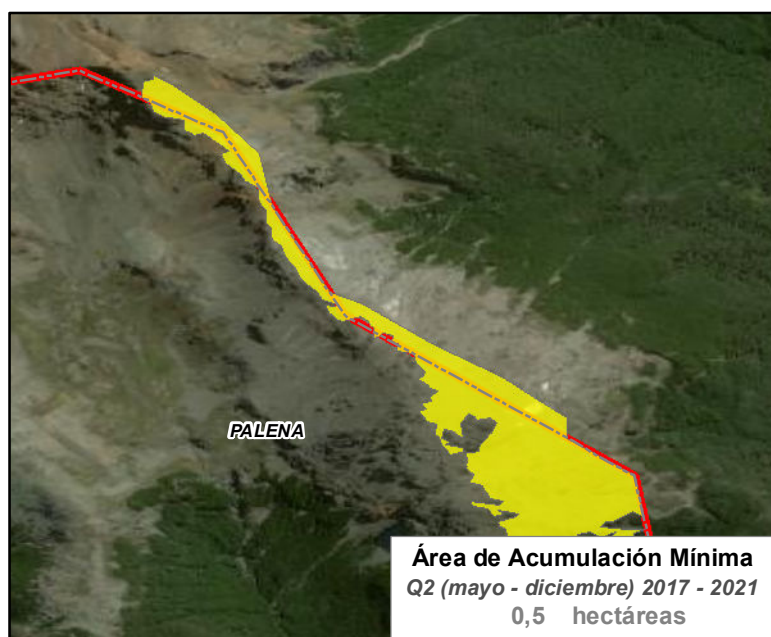 PALENA
Área de Acumulación Mínima
Q2 (mayo - diciembre) 2017 - 2021
0,5 hectáreas